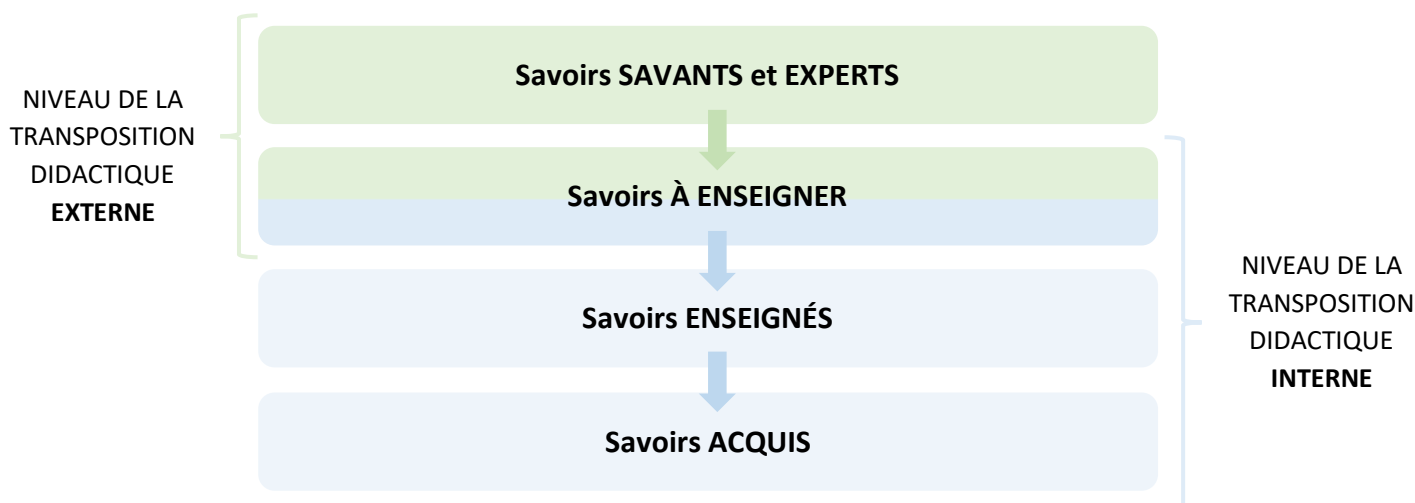 Savoirs SAVANTS et EXPERTS
NIVEAU DE LA
TRANSPOSITION
DIDACTIQUE
EXTERNE
Savoirs À ENSEIGNER
Savoirs ENSEIGNÉS
NIVEAU DE LA
TRANSPOSITION
DIDACTIQUE
INTERNE
Savoirs ACQUIS